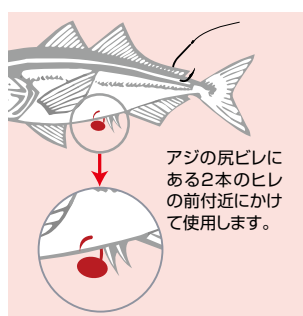 アジの尻ビレに
ある2本のヒレ
の前付近にかけ
て使用します。